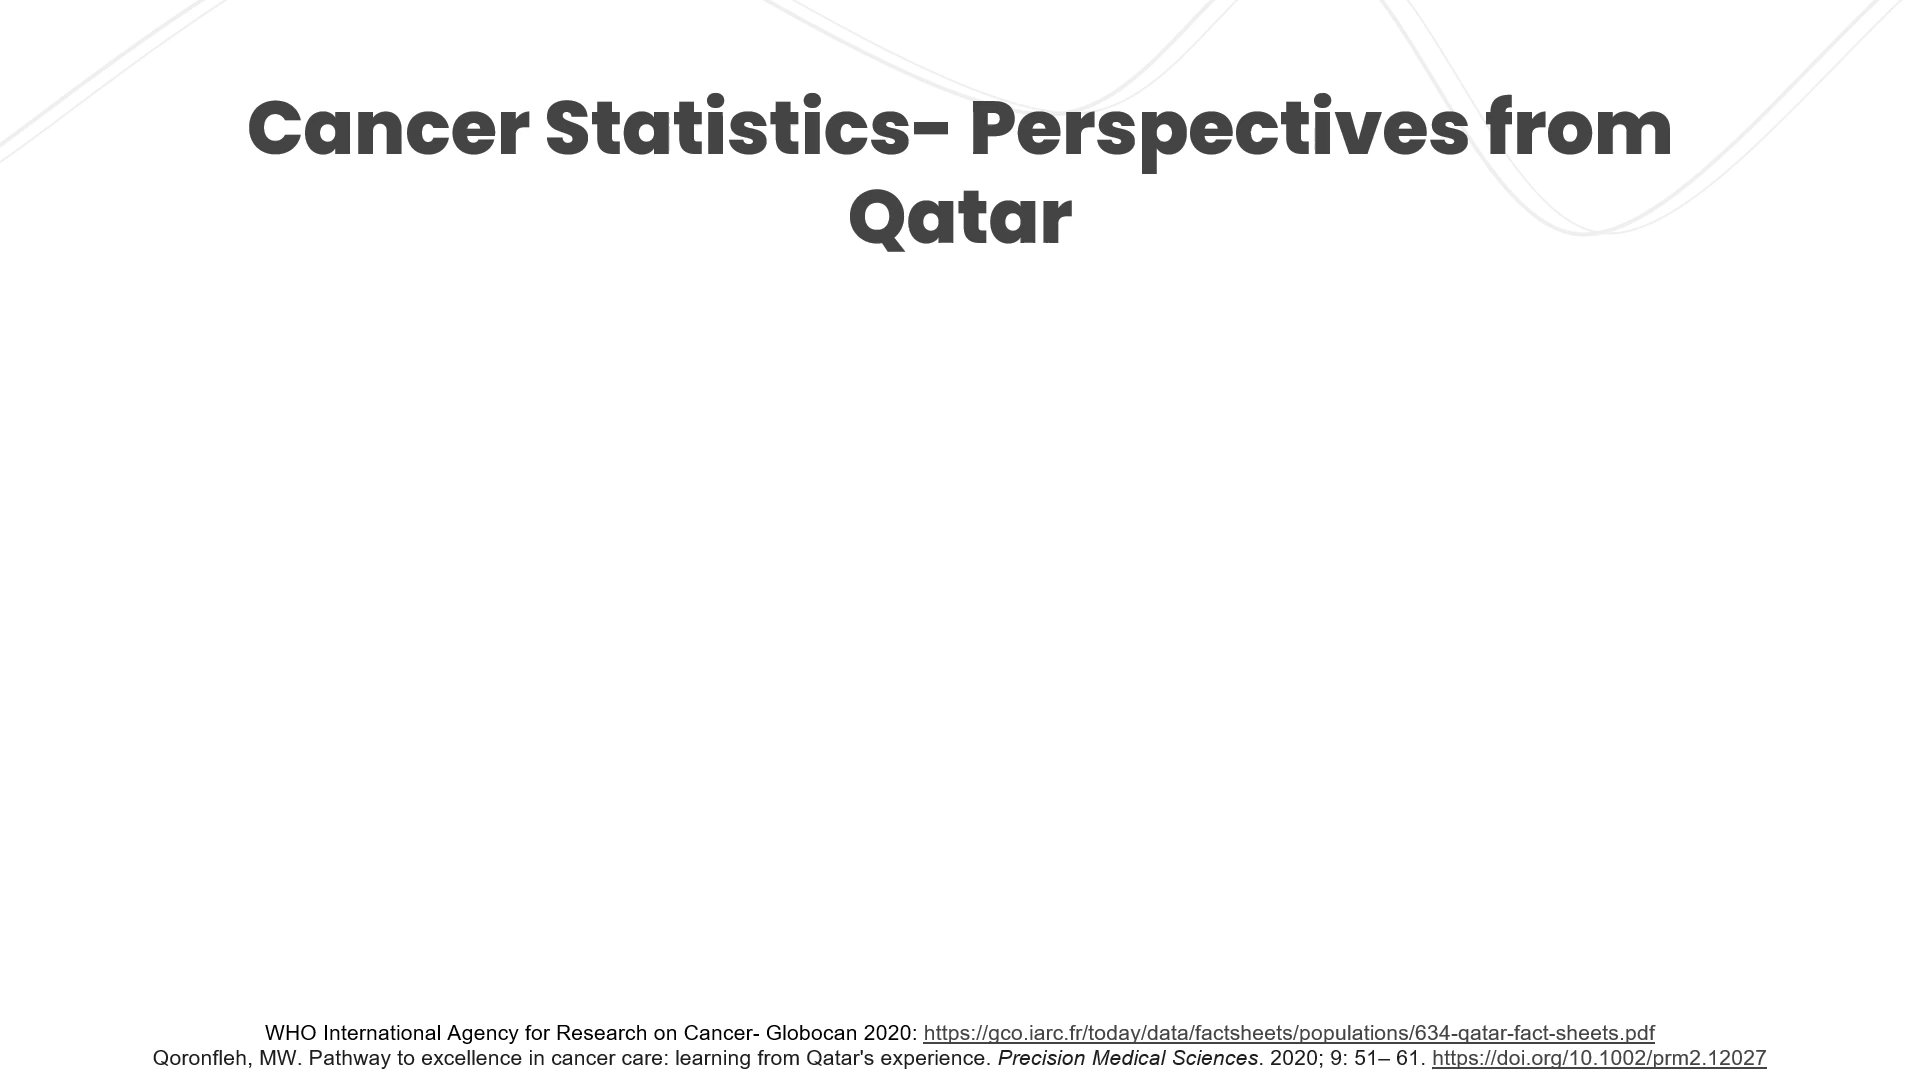 Cancer Statistics- Perspectives from
Qatar
WHO International Agency for Research on Cancer- Globocan 2020: https://gco.iarc.fr/today/data/factsheets/populations/634-qatar-fact-sheets.pdf
Qoronfleh, MW. Pathway to excellence in cancer care: learning from Qatar's experience. Precision Medical Sciences. 2020; 9: 51– 61. https://doi.org/10.1002/prm2.12027